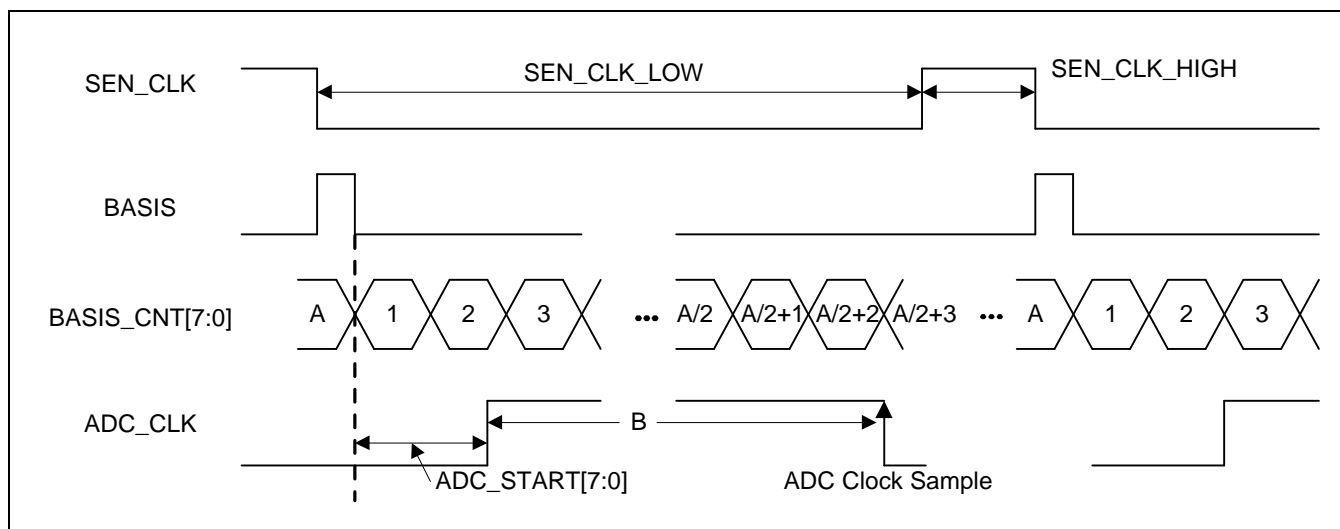 SEN_CLK
SEN_CLK_LOW
SEN_CLK_HIGH
BASIS
BASIS_CNT[7:0]
A 1 2 3 ... A/2 A/2+1 A/2+2 A/2+3 ... A 1 2 3
ADC_CLK
B
ADC_START[7:0]
ADC Clock Sample